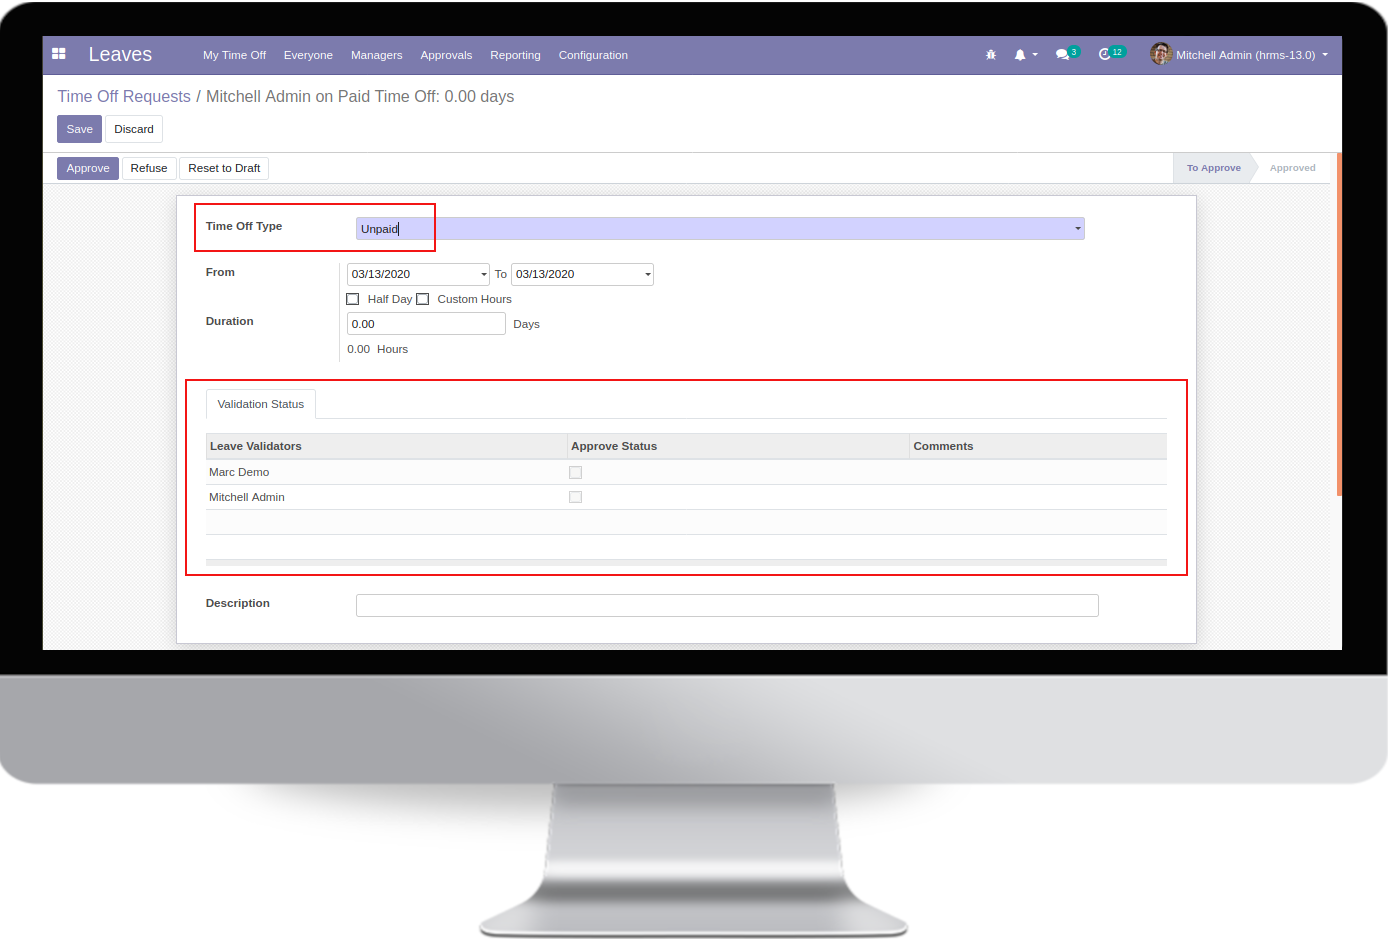 Leaves My Time Off Everyone Managers Approvals Reporting Configuration 3 12 Mitchell Admin (hrms-13.0)
Time Off Requests / Mitchell Admin on Paid Time Off: 0.00 days
Save Discard
Approve Refuse Reset to Draft To Approve Approved
Time Off Type Unpaid
From 03/13/2020 To 03/13/2020
Half Day Custom Hours
Duration 0.00 Days
0.00 Hours
Validation Status
Leave Validators Approve Status Comments
Marc Demo
Mitchell Admin
Description